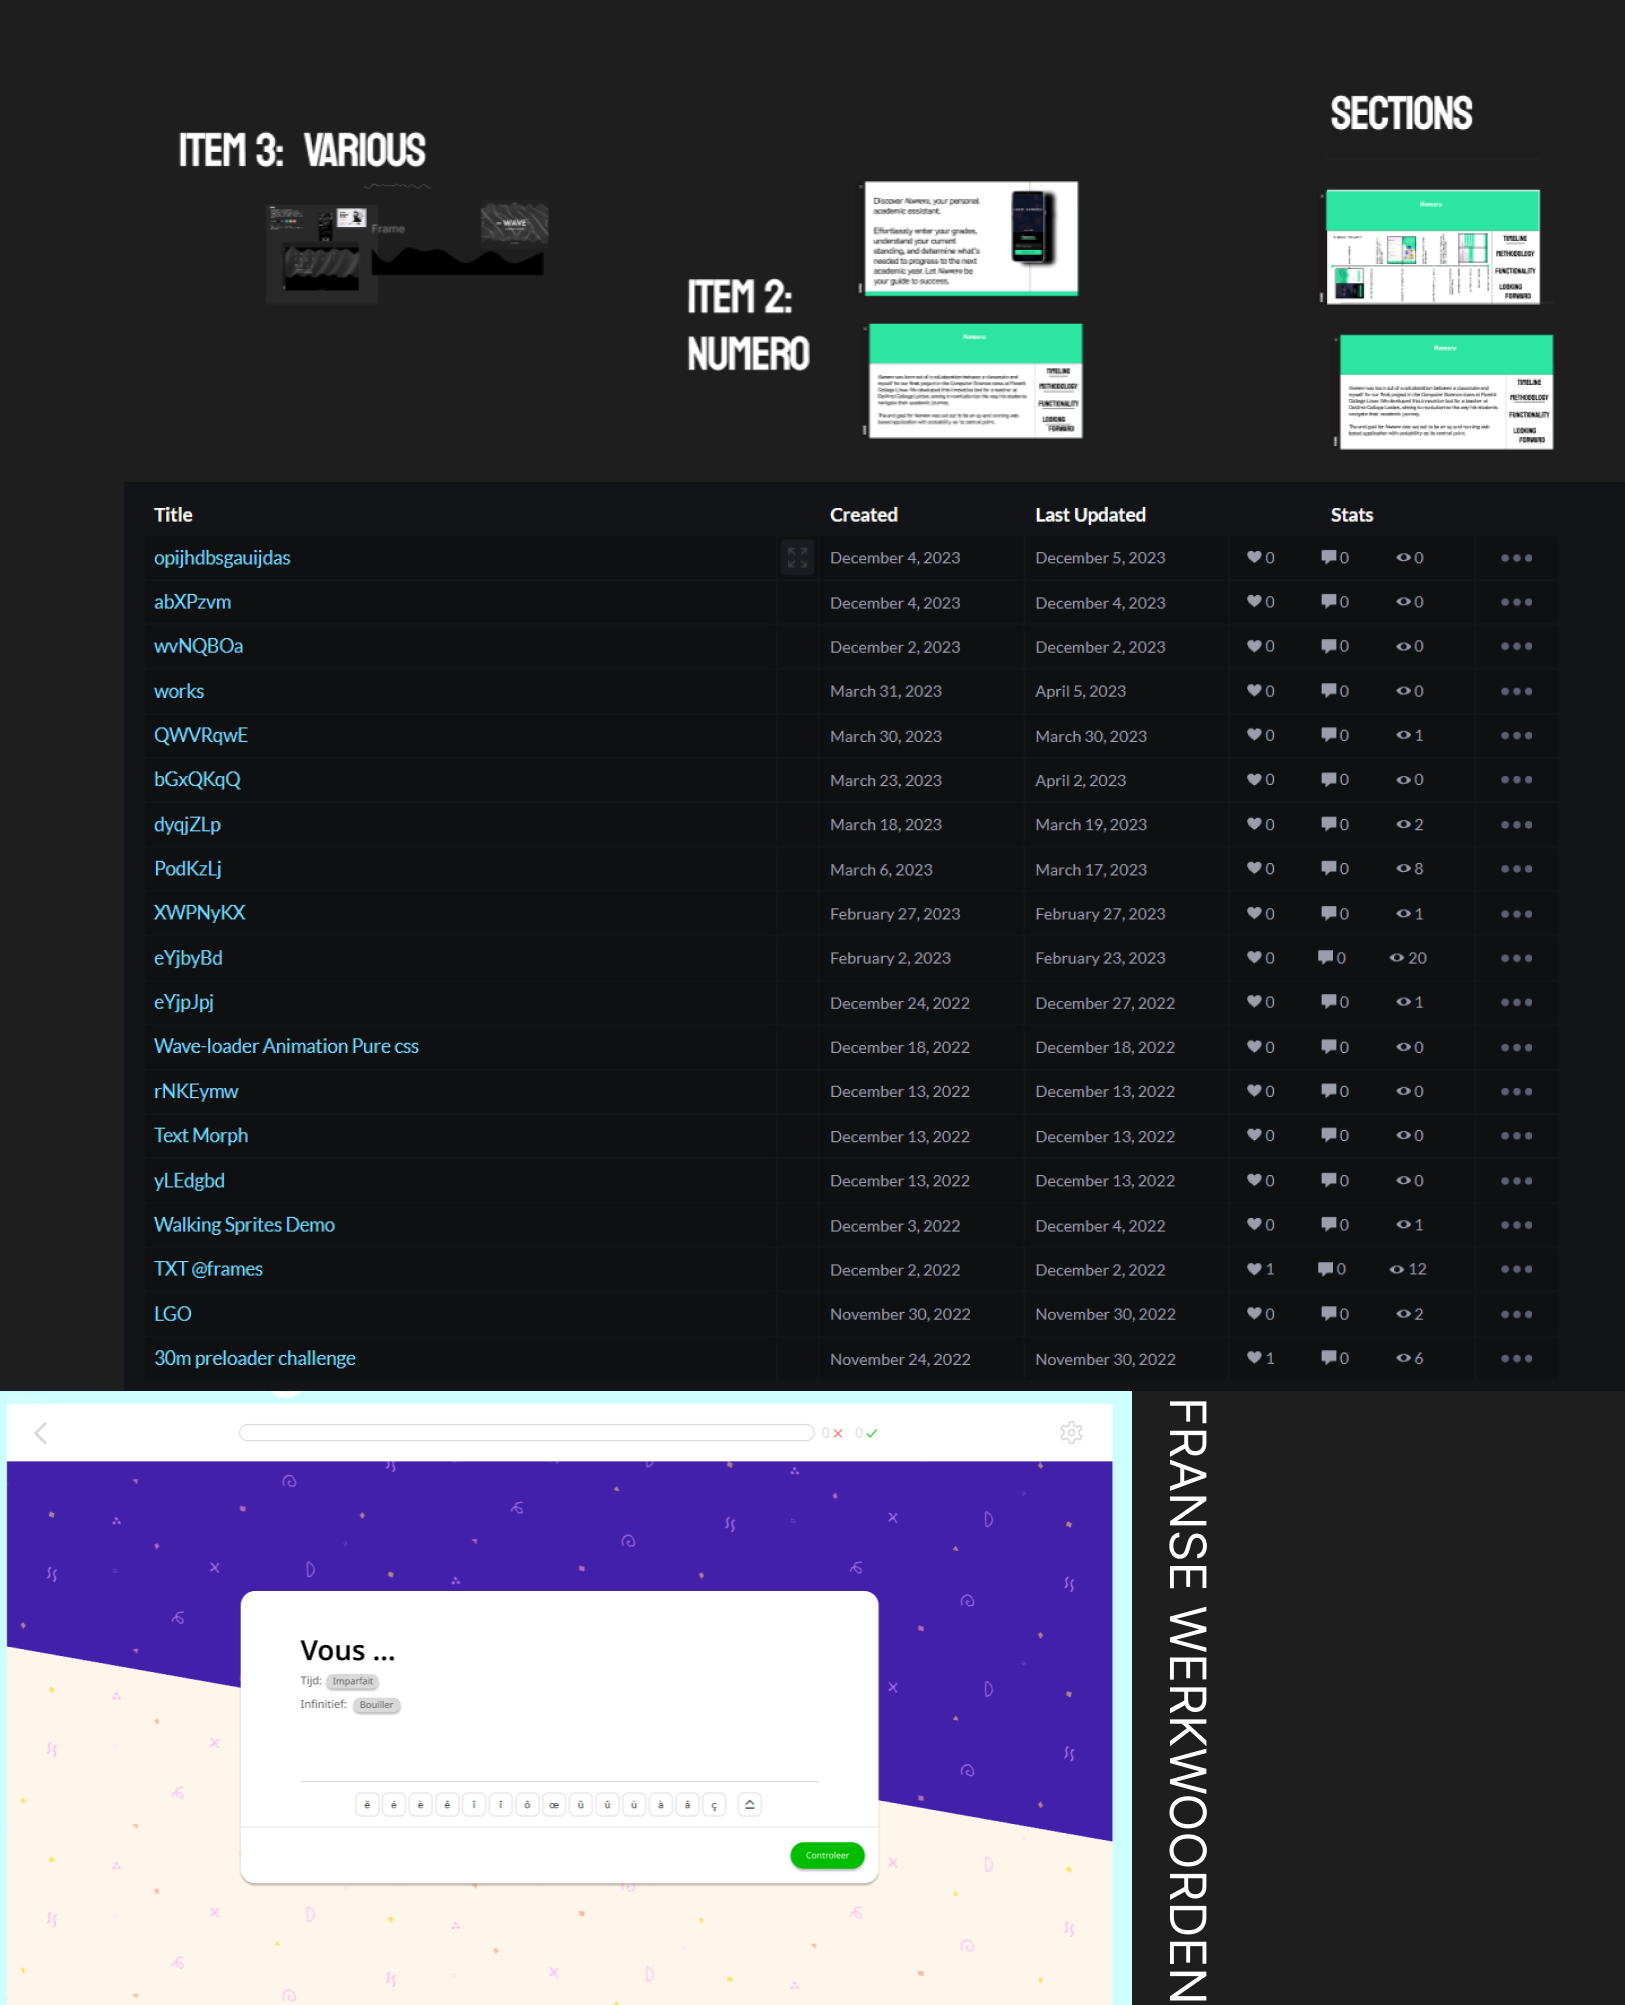 SECTIONS
ITEM 3: VARIOUS
Frame
WAVE
Discover Numero, your personal
academic assistant.
Effortlessly enter your grades,
understand your current
standing, and determine what's
needed to progress to the next
academic year. Let Numero be
your guide to success.
ITEM 2:
NUMERO
Numero
TIMELINE
METHODOLOGY
FUNCTIONALITY
LOOKING
FORWARD
Numero
TIMELINE
METHODOLOGY
FUNCTIONALITY
LOOKING
FORWARD
Numero
TIMELINE
METHODOLOGY
FUNCTIONALITY
LOOKING
FORWARD
Title Created Last Updated Stats
opijhdbsgauijdas December 4, 2023 December 5, 2023 0 0 0
abXPzvm December 4, 2023 December 4, 2023 0 0 0
wvNQBOa December 2, 2023 December 2, 2023 0 0 0
works March 31, 2023 April 5, 2023 0 0 0
QWVRqwE March 30, 2023 March 30, 2023 0 0 1
bGxQKqQ March 23, 2023 April 2, 2023 0 0 0
dyqjZLp March 18, 2023 March 19, 2023 0 0 2
PodKzLj March 6, 2023 March 17, 2023 0 0 8
XWPNyKX February 27, 2023 February 27, 2023 0 0 1
eYjbyBd February 2, 2023 February 23, 2023 0 0 20
eYjpJpj December 24, 2022 December 27, 2022 0 0 1
Wave-loader Animation Pure css December 18, 2022 December 18, 2022 0 0 0
rNKEymw December 13, 2022 December 13, 2022 0 0 0
Text Morph December 13, 2022 December 13, 2022 0 0 0
yLEdgbd December 13, 2022 December 13, 2022 0 0 0
Walking Sprites Demo December 3, 2022 December 4, 2022 0 0 1
TXT @frames December 2, 2022 December 2, 2022 1 0 12
LGO November 30, 2022 November 30, 2022 0 0 2
30m preloader challenge November 24, 2022 November 30, 2022 1 0 6
0 0
Vous ...
Tijd: Imparfait
Infinitief: Bouiller
ë é è ê ï î ô œ ü û ù à â ç
Controleer
FRANSE WERKWOORDEN